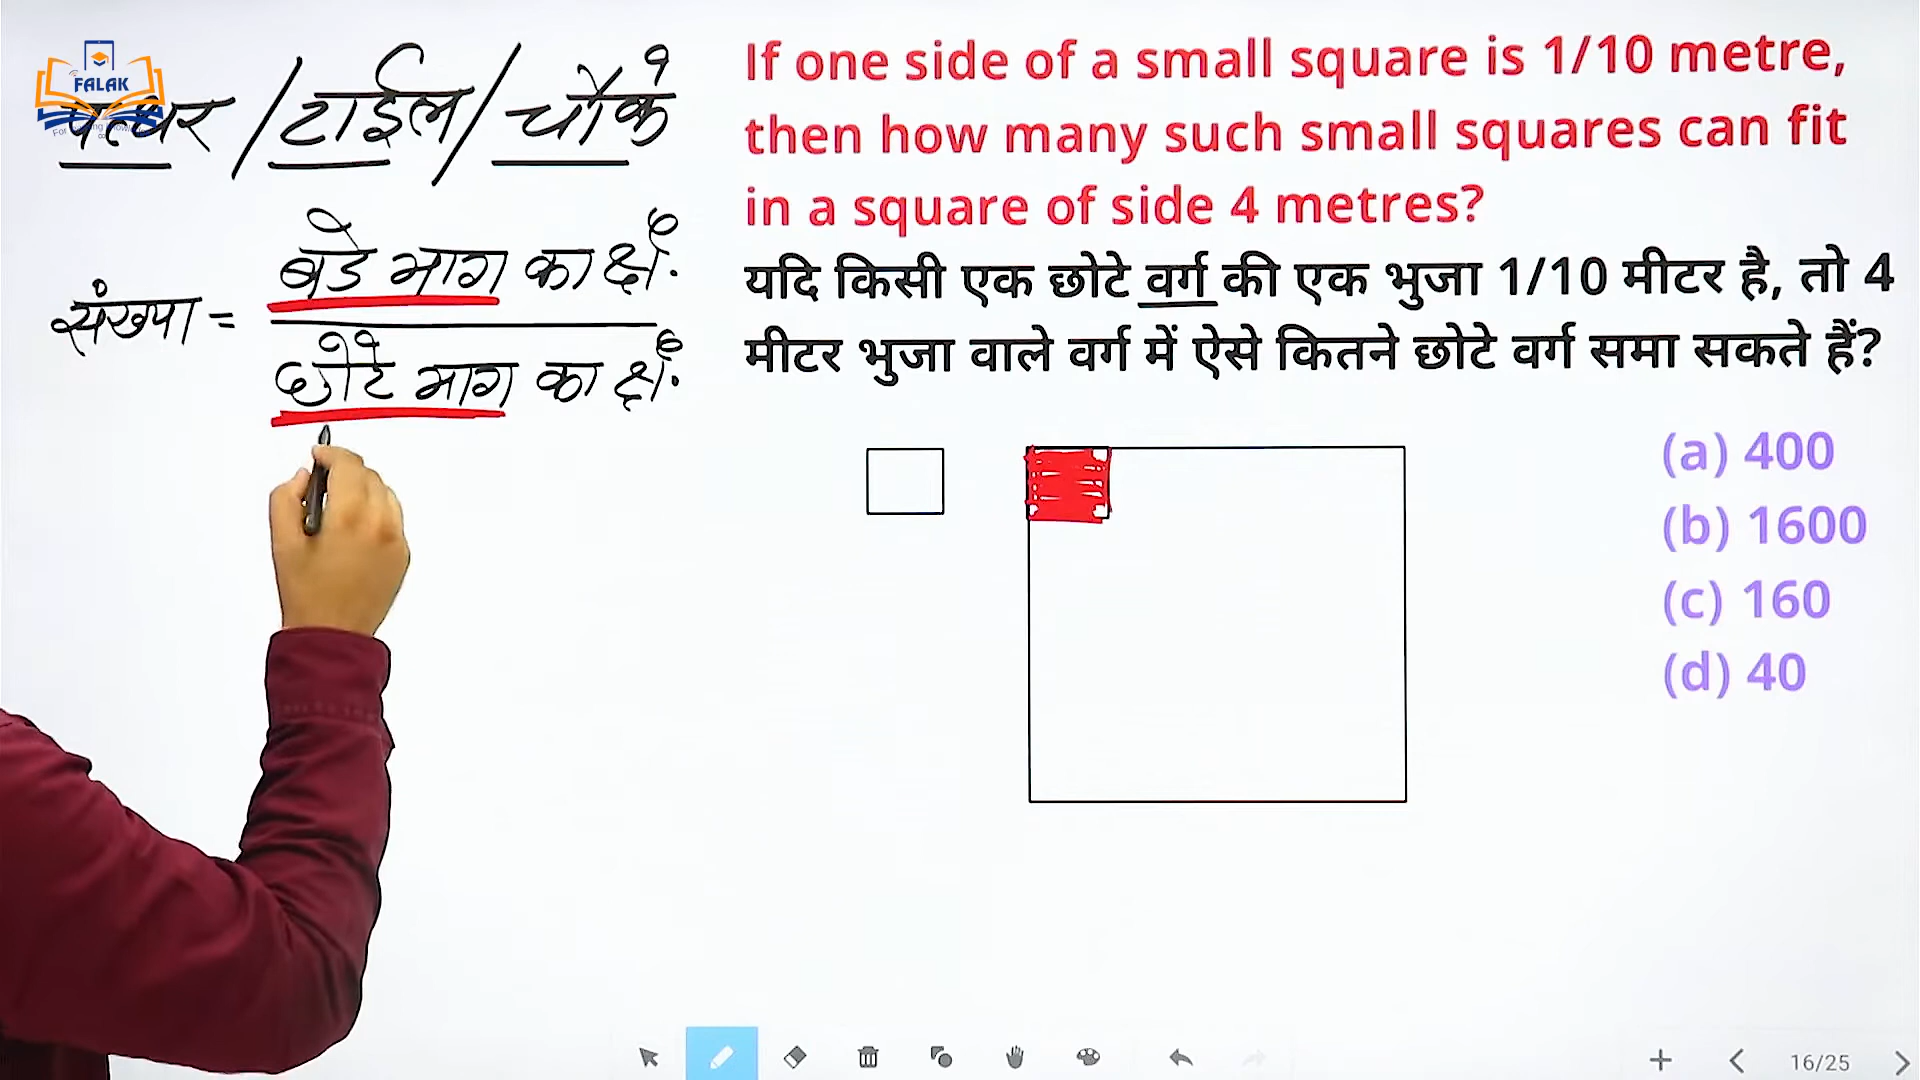 FALAK
पत्थर / टाईल / चौके
संख्या = बडे भाग का क्षे.
छोटे भाग का क्षे.
If one side of a small square is 1/10 metre,
then how many such small squares can fit
in a square of side 4 metres?
यदि किसी एक छोटे वर्ग की एक भुजा 1/10 मीटर है, तो 4
मीटर भुजा वाले वर्ग में ऐसे कितने छोटे वर्ग समा सकते हैं?
(a) 400
(b) 1600
(c) 160
(d) 40
16/25